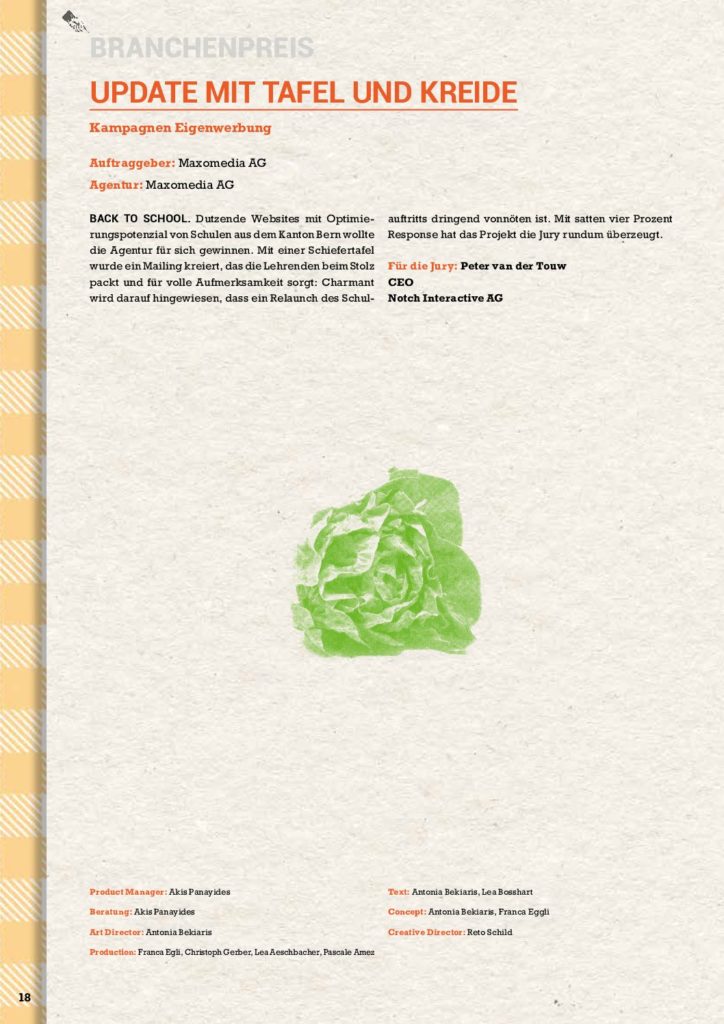 BRANCHENPREIS
UPDATE MIT TAFEL UND KREIDE
Kampagnen Eigenwerbung
Auftraggeber: Maxomedia AG
Agentur: Maxomedia AG
BACK TO SCHOOL. Dutzende Websites mit Optimie-
rungspotenzial von Schulen aus dem Kanton Bern wollte
die Agentur für sich gewinnen. Mit einer Schiefertafel
wurde ein Mailing kreiert, das die Lehrenden beim Stolz
packt und für volle Aufmerksamkeit sorgt: Charmant
wird darauf hingewiesen, dass ein Relaunch des Schul-
auftritts dringend vonnöten ist. Mit satten vier Prozent
Response hat das Projekt die Jury rundum überzeugt.
Für die Jury: Peter van der Touw
CEO
Notch Interactive AG
Product Manager: Akis Panayides
Beratung: Akis Panayides
Art Director: Antonia Bekiaris
Production: Franca Egli, Christoph Gerber, Lea Aeschbacher, Pascale Amez
Text: Antonia Bekiaris, Lea Bosshart
Concept: Antonia Bekiaris, Franca Eggli
Creative Director: Reto Schild
18